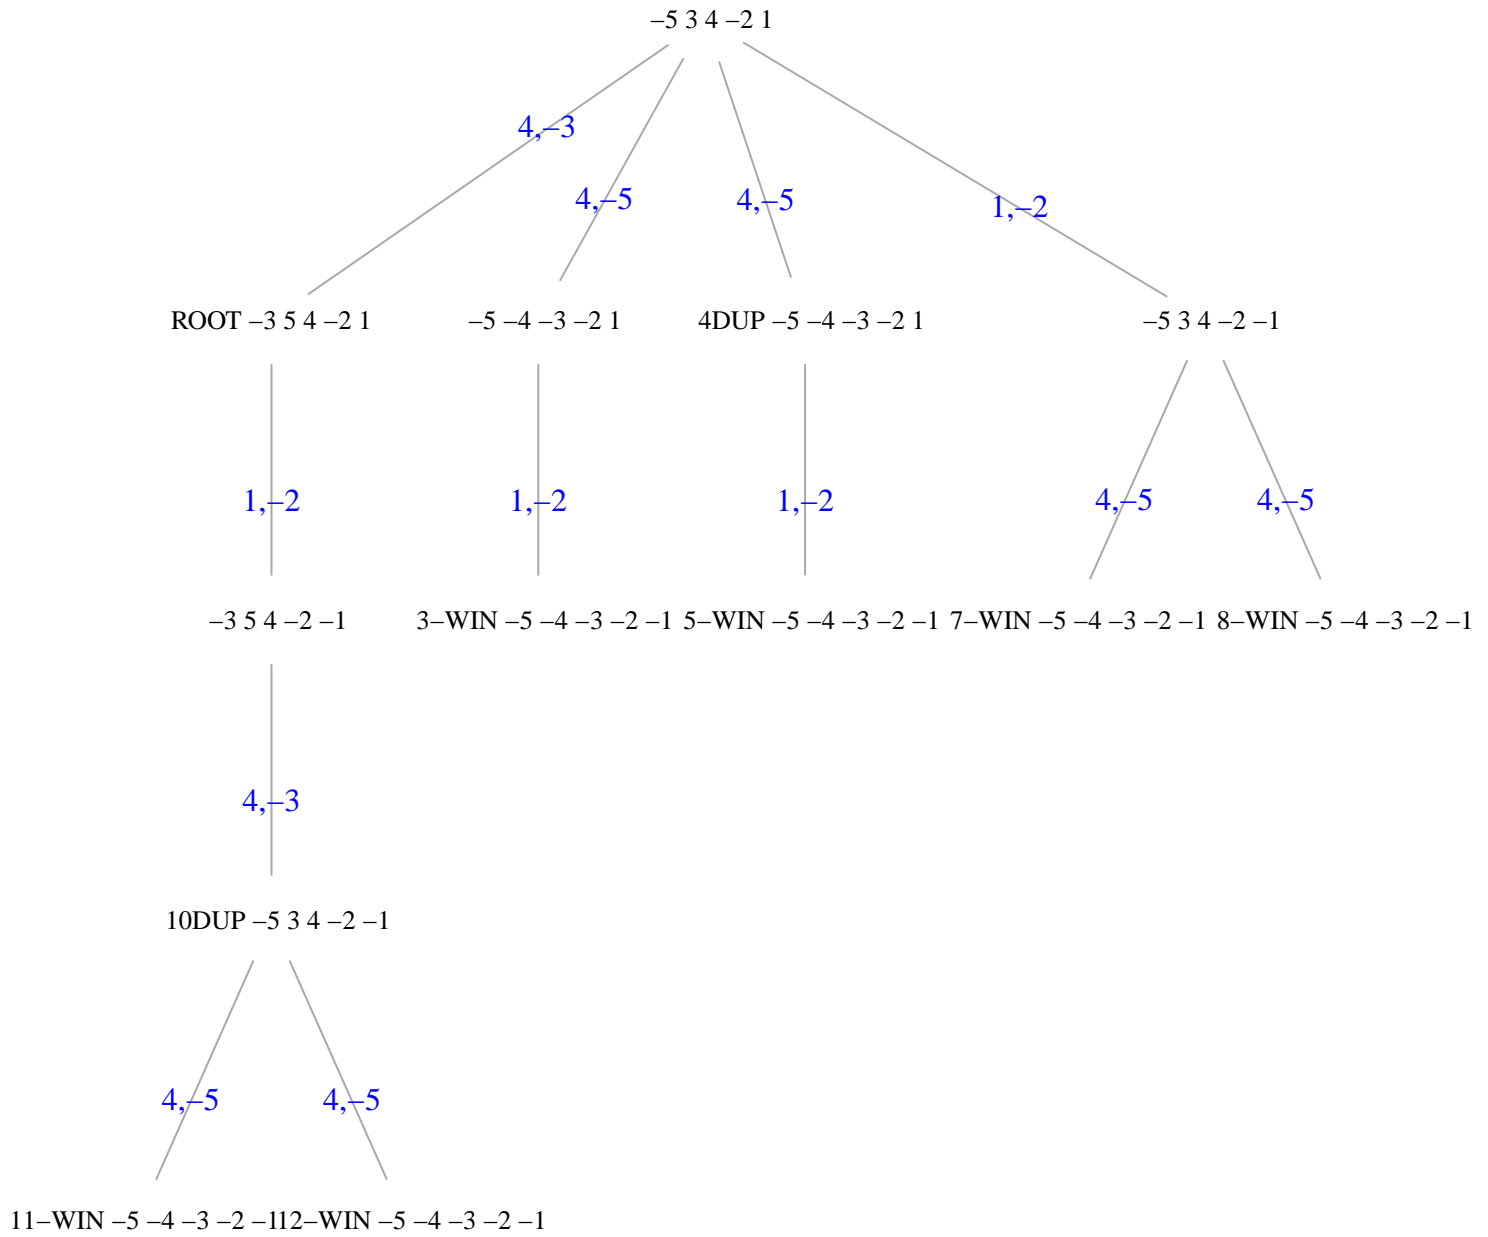 −5 3 4 −2 1
4,−3
4,−5
4,−5
1,−2
ROOT −3 5 4 −2 1
−5 −4 −3 −2 1
4DUP −5 −4 −3 −2 1
−5 3 4 −2 −1
1,−2
1,−2
1,−2
4,−5
4,−5
−3 5 4 −2 −1
3−WIN −5 −4 −3 −2 −1
5−WIN −5 −4 −3 −2 −1
7−WIN −5 −4 −3 −2 −1
8−WIN −5 −4 −3 −2 −1
4,−3
10DUP −5 3 4 −2 −1
4,−5
4,−5
11−WIN −5 −4 −3 −2 −1
12−WIN −5 −4 −3 −2 −1